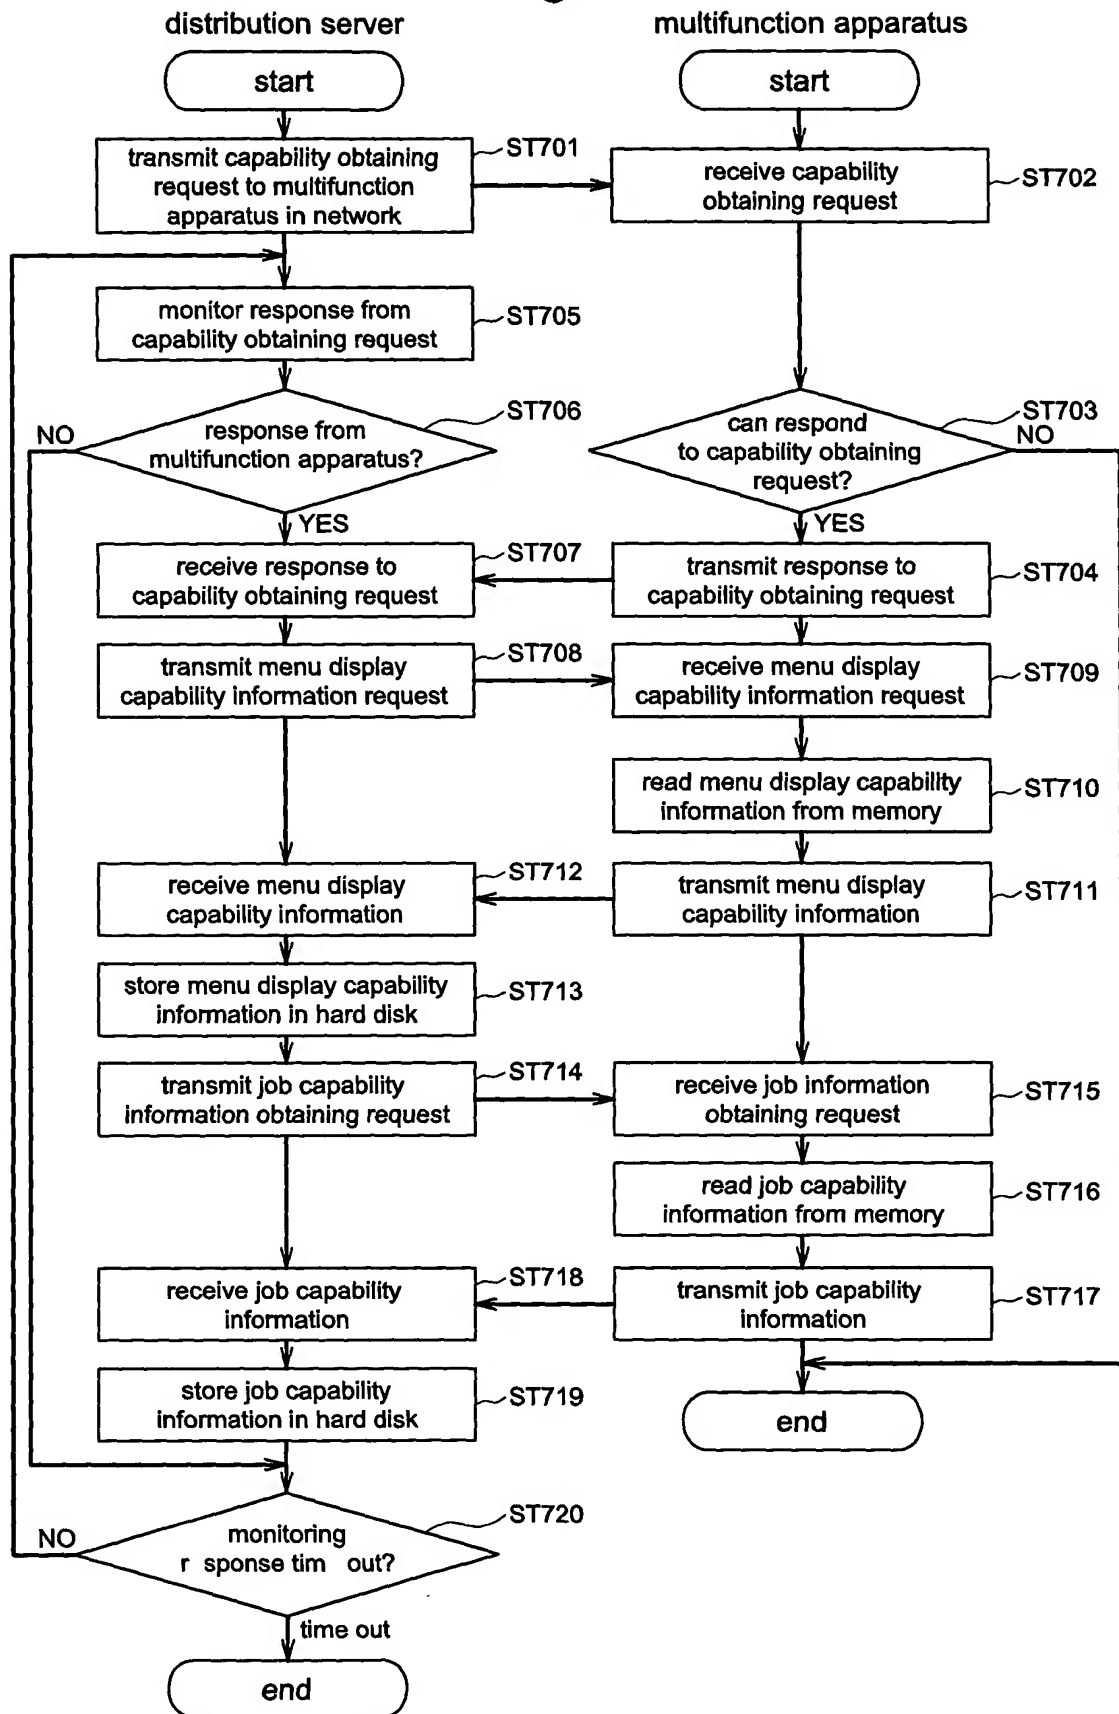 distribution server
multifunction apparatus
start
start
transmit capability obtaining
request to multifunction
apparatus in network
ST701
receive capability
obtaining request
ST702
monitor response from
capability obtaining request
ST705
response from
multifunction apparatus?
ST706
NO
YES
can respond
to capability obtaining
request?
ST703
NO
YES
receive response to
capability obtaining request
ST707
transmit response to
capability obtaining request
ST704
transmit menu display
capability information request
ST708
receive menu display
capability information request
ST709
read menu display capability
information from memory
ST710
receive menu display
capability information
ST712
transmit menu display
capability information
ST711
store menu display capability
information in hard disk
ST713
transmit job capability
information obtaining request
ST714
receive job information
obtaining request
ST715
read job capability
information from memory
ST716
receive job capability
information
ST718
transmit job capability
information
ST717
store job capability
information in hard disk
ST719
end
monitoring
r sponse tim out?
ST720
NO
time out
end